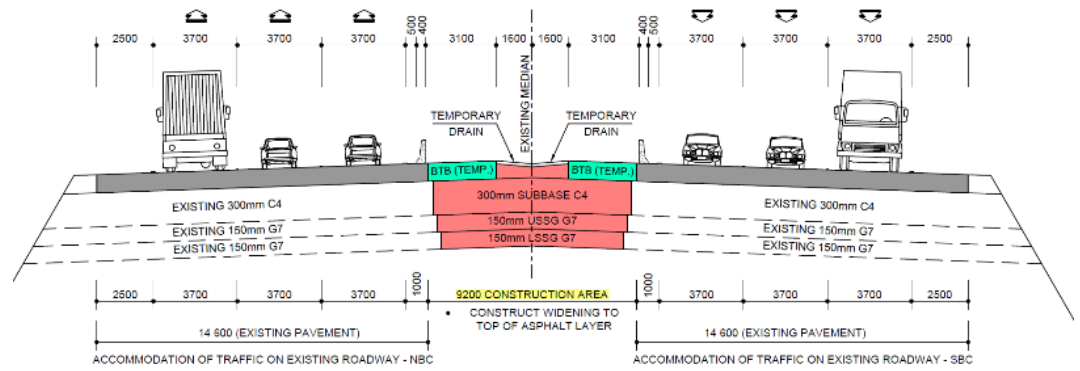 2500 3700 3700 3700 500 400 3100 1600 1600 3100 400 500 3700 3700 3700 2500
EXISTING MEDIAN
TEMPORARY DRAIN
TEMPORARY DRAIN
BTB (TEMP.)
BTB (TEMP.)
300mm SUBBASE C4
EXISTING 300mm C4
EXISTING 300mm C4
150mm USSG G7
EXISTING 150mm G7
EXISTING 150mm G7
150mm LSSG G7
EXISTING 150mm G7
EXISTING 150mm G7
2500 3700 3700 3700 1000 9200 CONSTRUCTION AREA 1000 3700 3700 3700 2500
• CONSTRUCT WIDENING TO
TOP OF ASPHALT LAYER
14 600 (EXISTING PAVEMENT)
14 600 (EXISTING PAVEMENT)
ACCOMMODATION OF TRAFFIC ON EXISTING ROADWAY - NBC
ACCOMMODATION OF TRAFFIC ON EXISTING ROADWAY - SBC